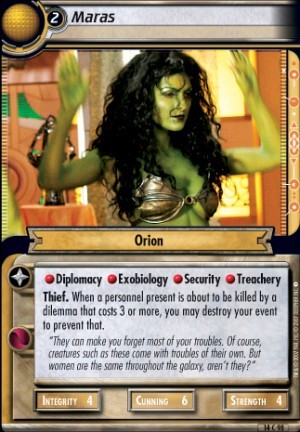 2 Maras
Orion
Diplomacy Exobiology Security Treachery
Thief. When a personnel present is about to be killed by a
dilemma that costs 3 or more, you may destroy your event
to prevent that.
"They can make you forget most of your troubles. Of course,
creatures such as these come with troubles of their own. But
women are the same throughout the galaxy, aren't they?"
Integrity 4 Cunning 6 Strength 4